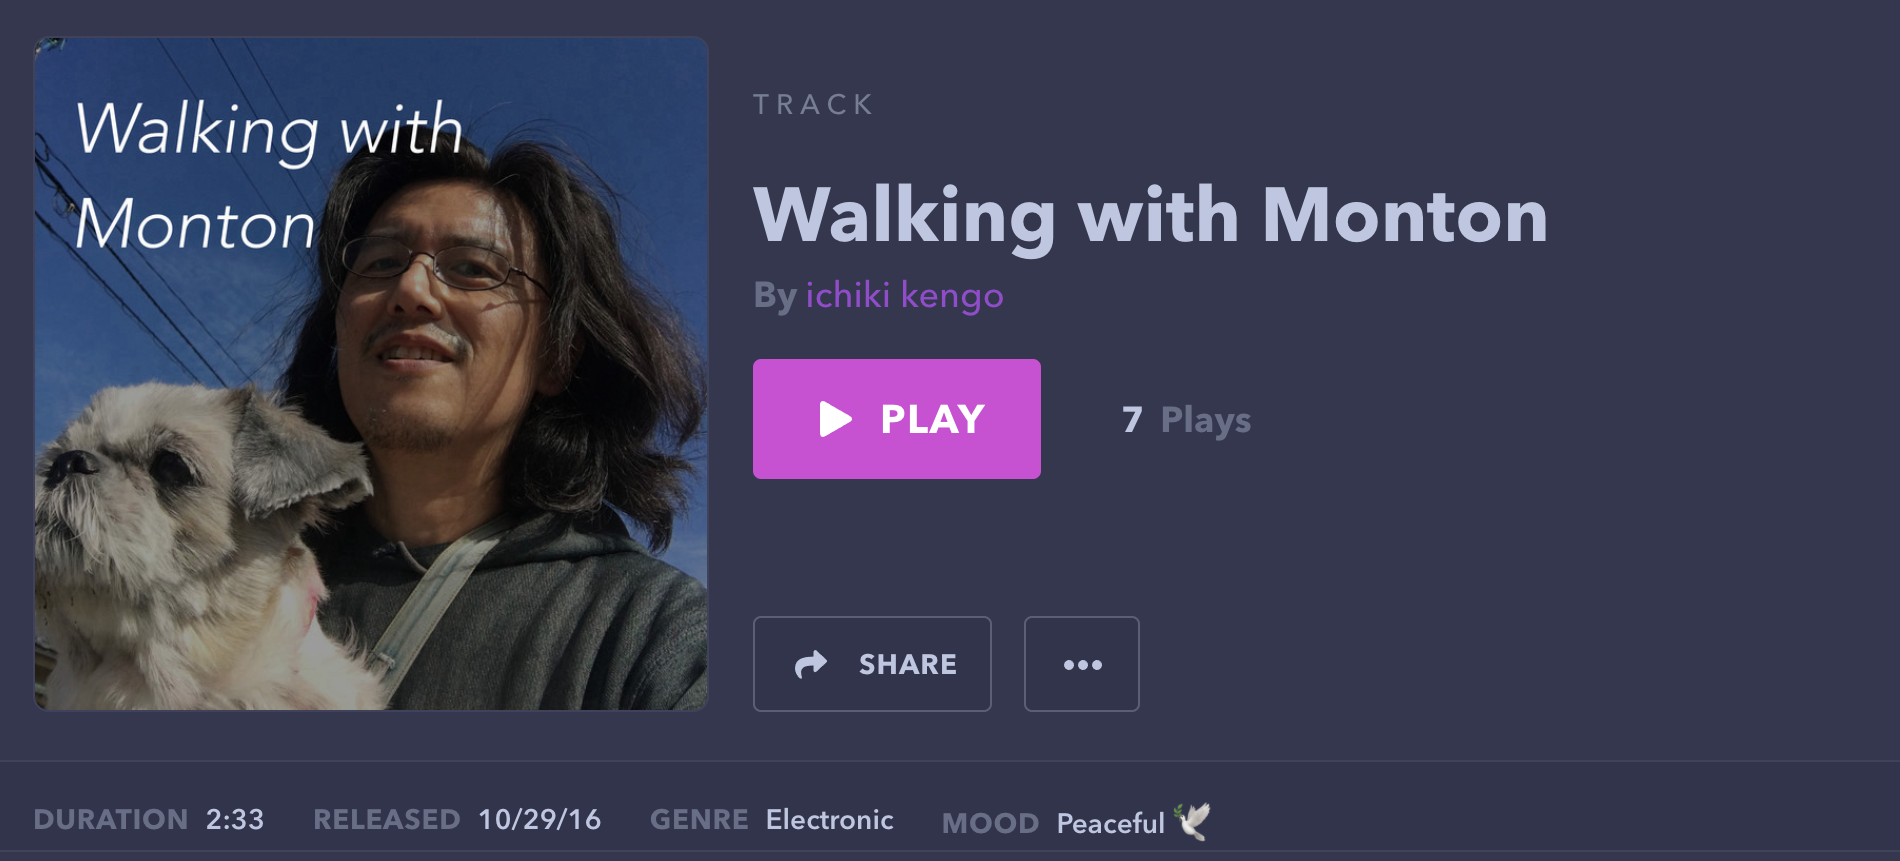 Walking with
Monton
TRACK
Walking with Monton
By ichiki kengo
PLAY
7 Plays
SHARE
DURATION 2:33 RELEASED 10/29/16 GENRE Electronic MOOD Peaceful 🕊